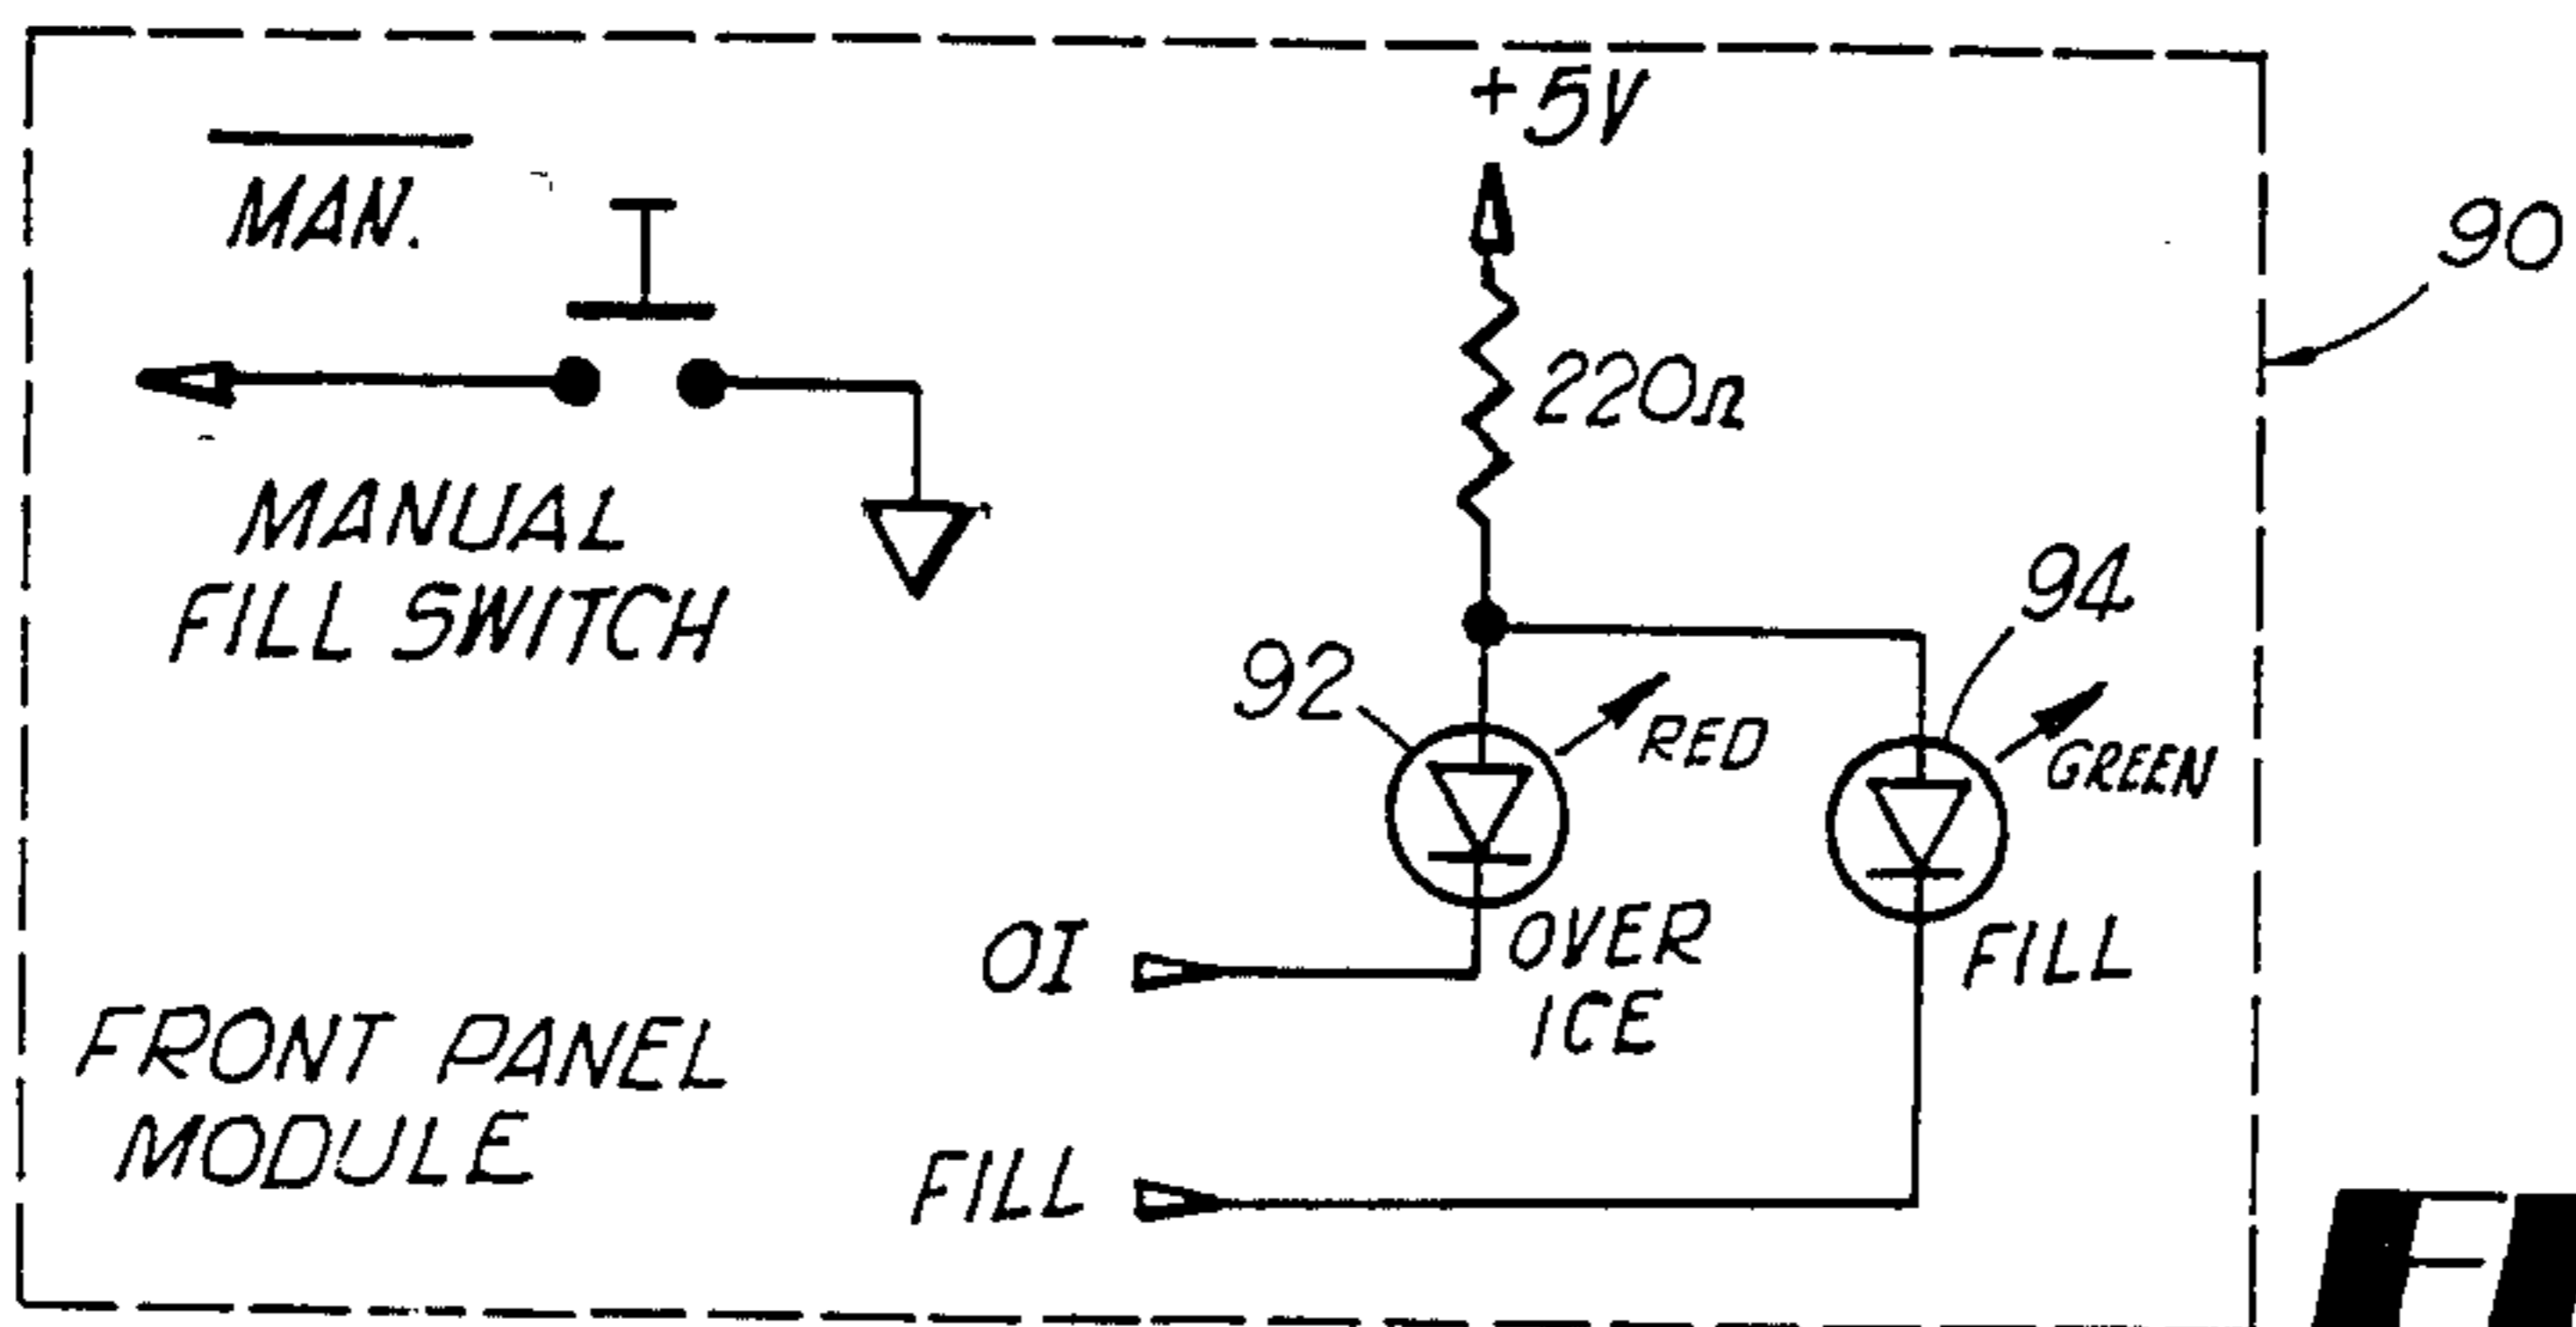 +5V
MAN.
90
220Ω
MANUAL
FILL SWITCH
94
92
RED
GREEN
OI
OVER
ICE
FILL
FRONT PANEL
MODULE
FILL